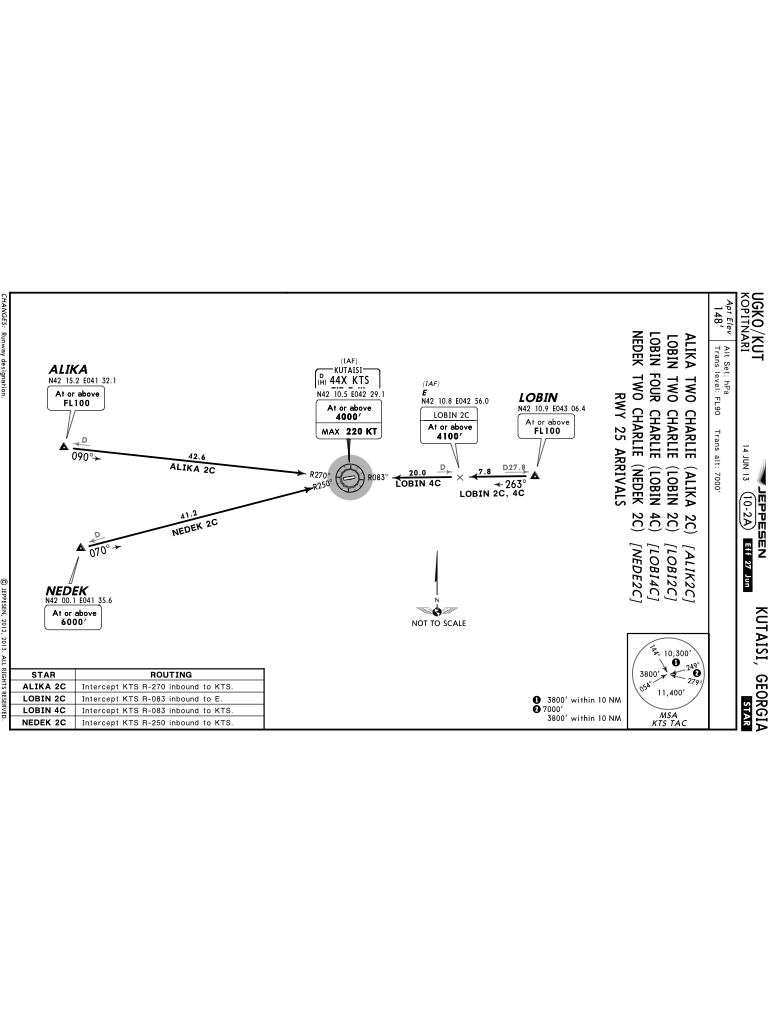 UGKO/KUT
KOPITNARI
JEPPESEN
14 JUN 13
10-2A
Eff 27 Jun
KUTAISI, GEORGIA
STAR
Apt Elev
148'
Alt Set: hPa
Trans level: FL90
Trans alt: 7000'
ALIKA TWO CHARLIE (ALIKA 2C) [ALIK2C]
LOBIN TWO CHARLIE (LOBIN 2C) [LOBI2C]
LOBIN FOUR CHARLIE (LOBIN 4C) [LOBI4C]
NEDEK TWO CHARLIE (NEDEK 2C) [NEDE2C]
RWY 25 ARRIVALS
ALIKA
N42 15.2 E041 32.1
At or above
FL100
D
090°
42.6
ALIKA 2C
(IAF)
KUTAISI
D
(H) 44X KTS
N42 10.5 E042 29.1
At or above
4000'
MAX 220 KT
R270°
R250°
R083°
(IAF)
E
N42 10.8 E042 56.0
LOBIN 2C
At or above
4100'
20.0
D
LOBIN 4C
LOBIN
N42 10.9 E043 06.4
At or above
FL100
7.8
D27.8
263°
LOBIN 2C, 4C
D
070°
41.2
NEDEK 2C
NEDEK
N42 00.1 E041 35.6
At or above
6000'
N
NOT TO SCALE
144°
10,300'
1
249°
2
279°
3800'
054°
11,400'
MSA
KTS TAC
1 3800' within 10 NM
2 7000'
3800' within 10 NM
STAR ROUTING
ALIKA 2C Intercept KTS R-270 inbound to KTS.
LOBIN 2C Intercept KTS R-083 inbound to E.
LOBIN 4C Intercept KTS R-083 inbound to KTS.
NEDEK 2C Intercept KTS R-250 inbound to KTS.
CHANGES: Runway designation.
© JEPPESEN, 2012, 2013. ALL RIGHTS RESERVED.